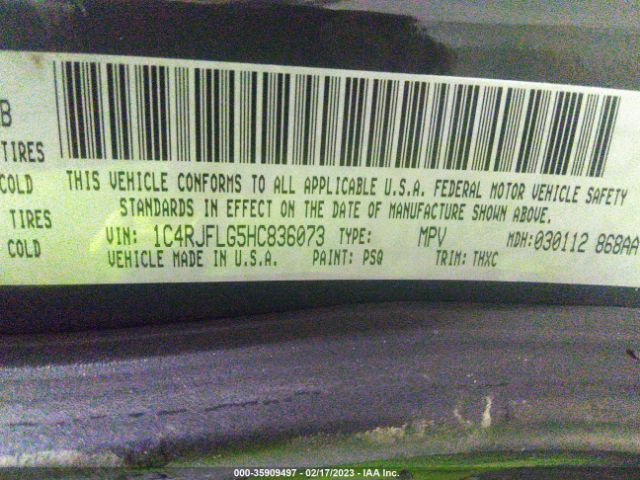 B
TIRES
COLD
TIRES
COLD
THIS VEHICLE CONFORMS TO ALL APPLICABLE U.S.A. FEDERAL MOTOR VEHICLE SAFETY
STANDARDS IN EFFECT ON THE DATE OF MANUFACTURE SHOWN ABOVE.
VIN: 1C4RJFLG5HC836073 TYPE: MPV MDH:030112 868AA
VEHICLE MADE IN U.S.A. PAINT: PSQ TRIM: THXC
000-35909497 - 02/17/2023 - IAA Inc.